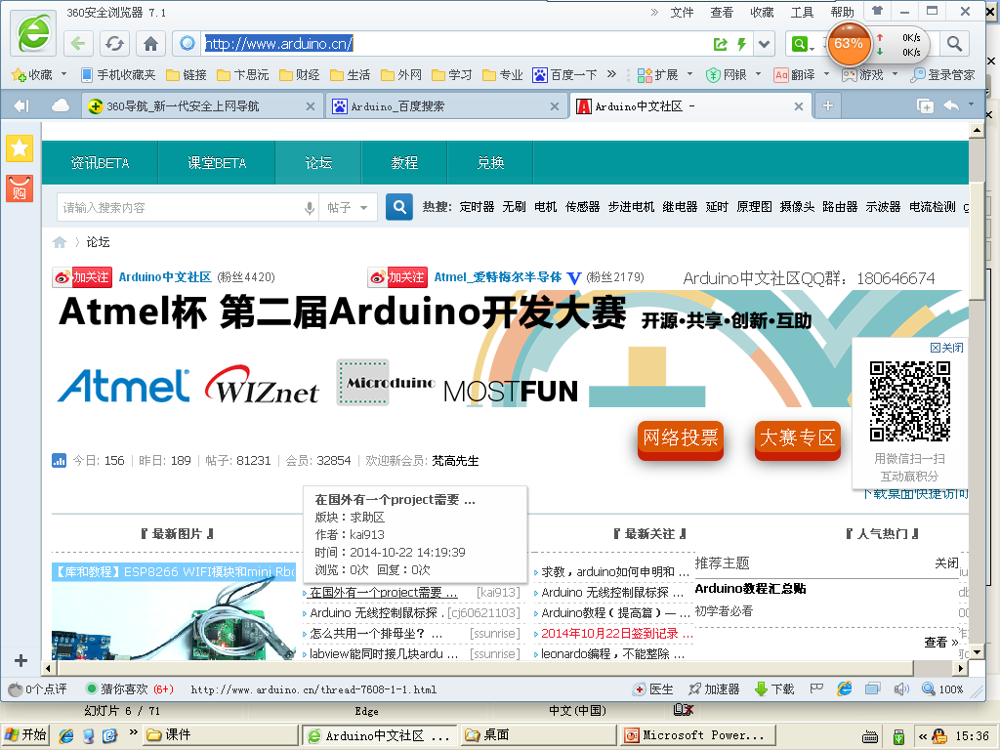 360安全浏览器 7.1
» 文件 查看 收藏 工具 帮助
http://www.arduino.cn/
63%
0K/s
0K/s
收藏 手机收藏夹 链接 卞思沅 财经 生活 外网 学习 专业 百度一下 » 扩展 网银 翻译 游戏 登录管家
360导航_新一代安全上网导航
Arduino_百度搜索
Arduino中文社区 -
资讯BETA 课堂BETA 论坛 教程 兑换
购
请输入搜索内容
帖子
热搜: 定时器 无刷 电机 传感器 步进电机 继电器 延时 原理图 摄像头 路由器 示波器 电流检测
论坛
加关注 Arduino中文社区 (粉丝4420)
加关注 Atmel_爱特梅尔半导体 V (粉丝2179)
Arduino中文社区QQ群: 180646674
Atmel杯 第二届Arduino开发大赛 开源·共享·创新·互助
区关闭
Atmel WIZnet Microduino MOSTFUN
网络投票 大赛专区
用微信扫一扫
互动赢积分
今日: 156 | 昨日: 189 | 帖子: 81231 | 会员: 32854 | 欢迎新会员: 梵高先生
下载桌面快捷访问
在国外有一个project需要 ...
版块：求助区
作者：kai913
时间：2014-10-22 14:19:39
浏览：0次 回复：0次
『 最新图片 』
『 最新关注 』
『 人气热门 』
【库和教程】ESP8266 WIFI模块和mini Rbo
在国外有一个project需要 ... [kai913]
Arduino 无线控制鼠标探 . [cj60621103]
怎么共用一个排母坐？ ... [ssunrise]
labview能同时接几块ardu ... [ssunrise]
求教，arduino如何申明和 ...
Arduino 无线控制鼠标探 ...
Arduino教程（提高篇）— ...
2014年10月22日签到记录 ...
leonardo编程，不能整除 ...
推荐主题 关闭
Arduino教程汇总贴
初学者必看
查看 »
0个点评 猜你喜欢 (6+) http://www.arduino.cn/thread-7608-1-1.html 医生 加速器 下载 100%
幻灯片 6 / 71 Edge 中文(中国)
开始 » 课件 Arduino中文社区 ... 桌面 Microsoft Power... « 15:36